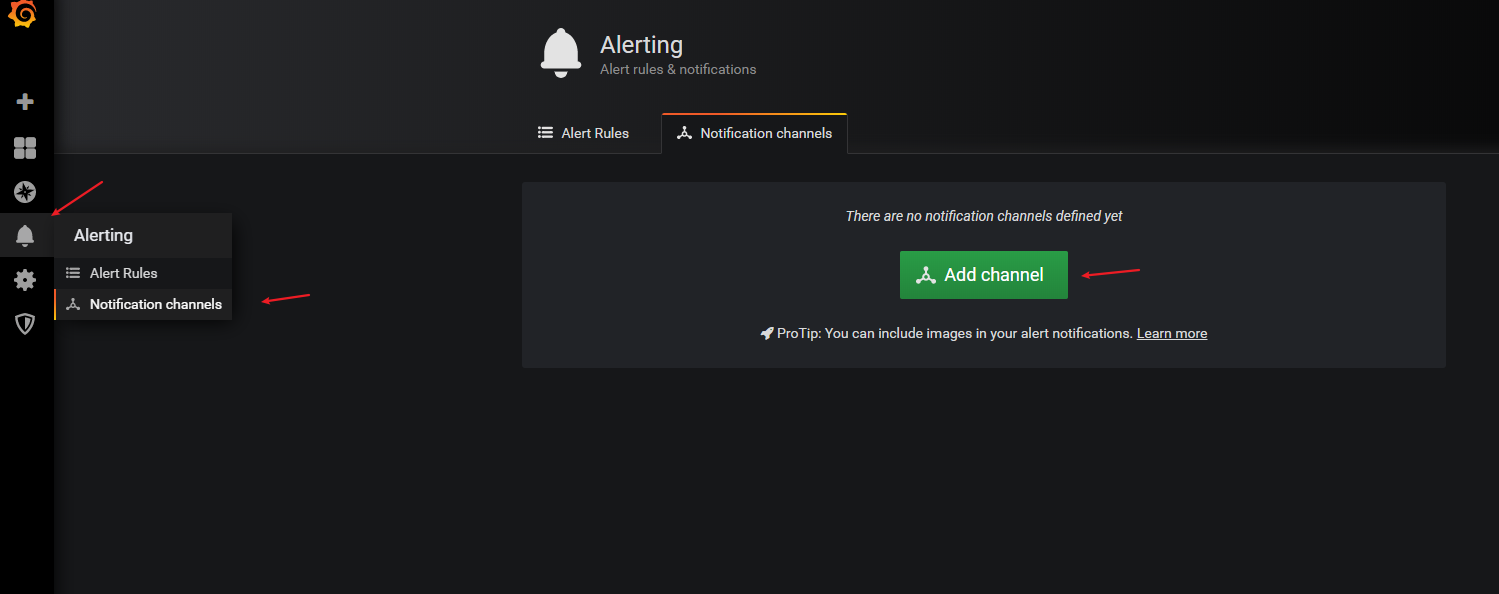 Alerting
Alert rules & notifications
Alert Rules
Notification channels
Alerting
Alert Rules
Notification channels
There are no notification channels defined yet
Add channel
ProTip: You can include images in your alert notifications. Learn more